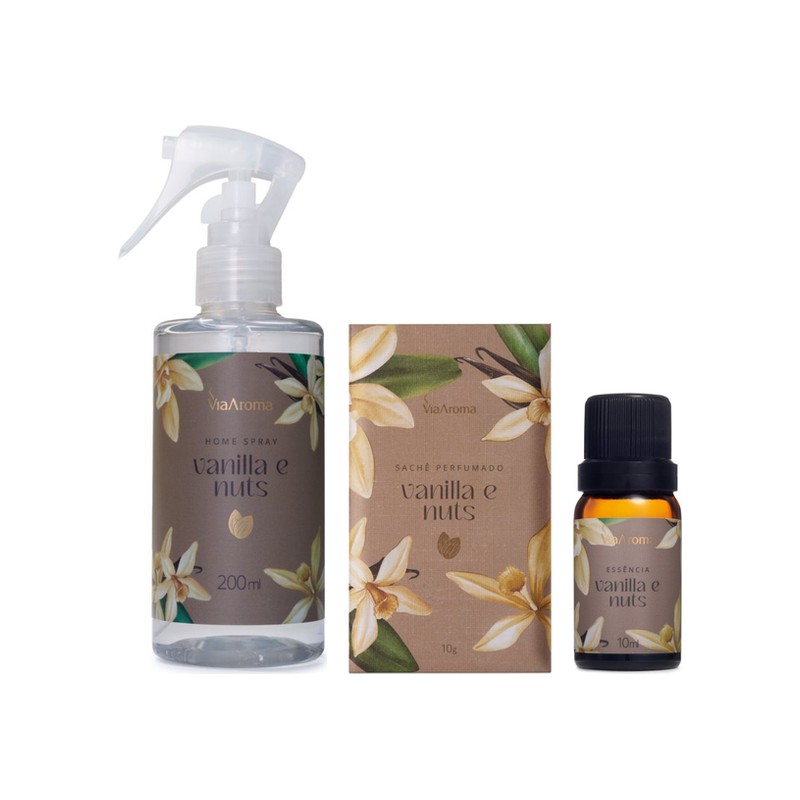 ViaAroma
HOME SPRAY
vanilla e
nuts
200ml
ViaAroma
SACHÊ PERFUMADO
vanilla e
nuts
10g
ViaAroma
ESSÊNCIA
vanilla e
nuts
10ml